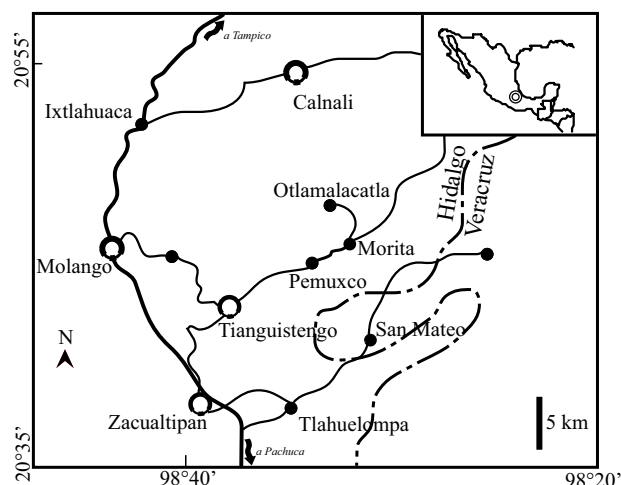 a Tampico
20°55'
Calnali
Ixtlahuaca
Hidalgo
Veracruz
Otlamalacatla
Morita
Molango
Pemuxco
Tianguistengo
San Mateo
N
Zacualtipan
Tlahuelompa
5 km
20°35'
a Pachuca
98°40'
98°20'